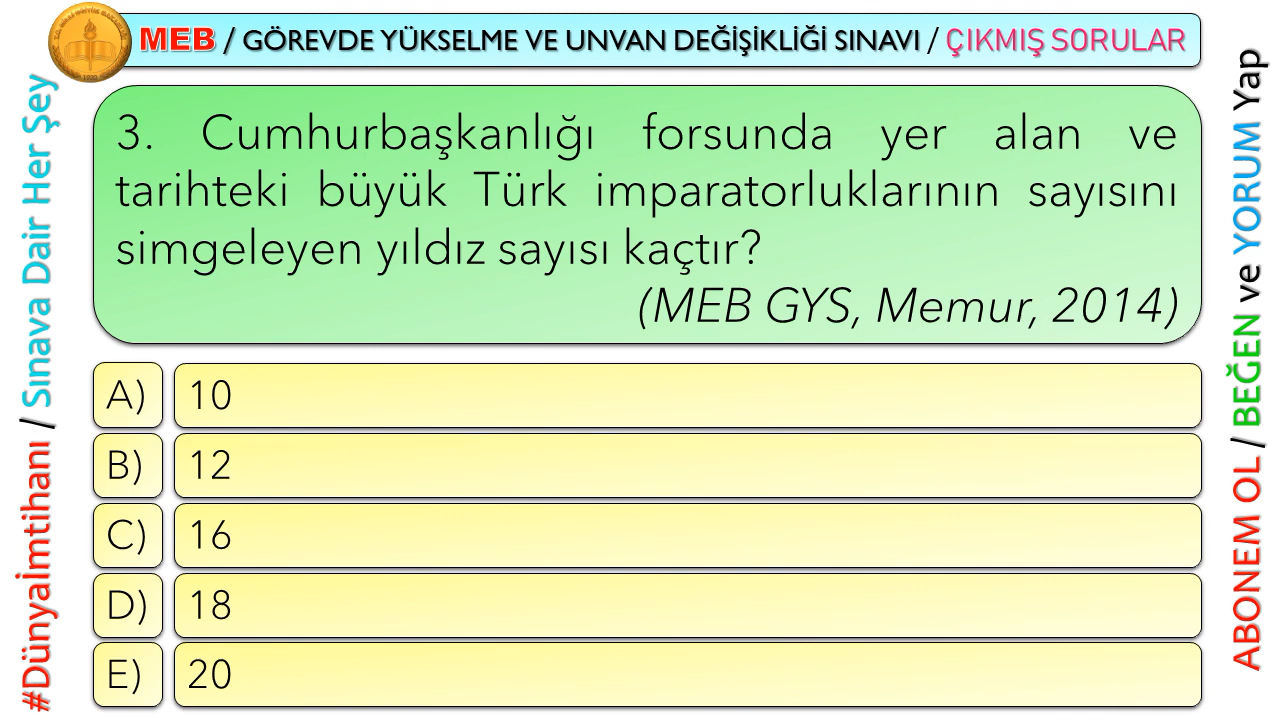 MEB / GÖREVDE YÜKSELME VE UNVAN DEĞİŞİKLİĞİ SINAVI / ÇIKMIŞ SORULAR
3. Cumhurbaşkanlığı forsunda yer alan ve
tarihteki büyük Türk imparatorluklarının sayısını
simgeleyen yıldız sayısı kaçtır?
(MEB GYS, Memur, 2014)
A) 10
B) 12
C) 16
D) 18
E) 20
#Dünyaİmtihanı / Sınava Dair Her Şey
ABONEM OL / BEĞEN ve YORUM Yap